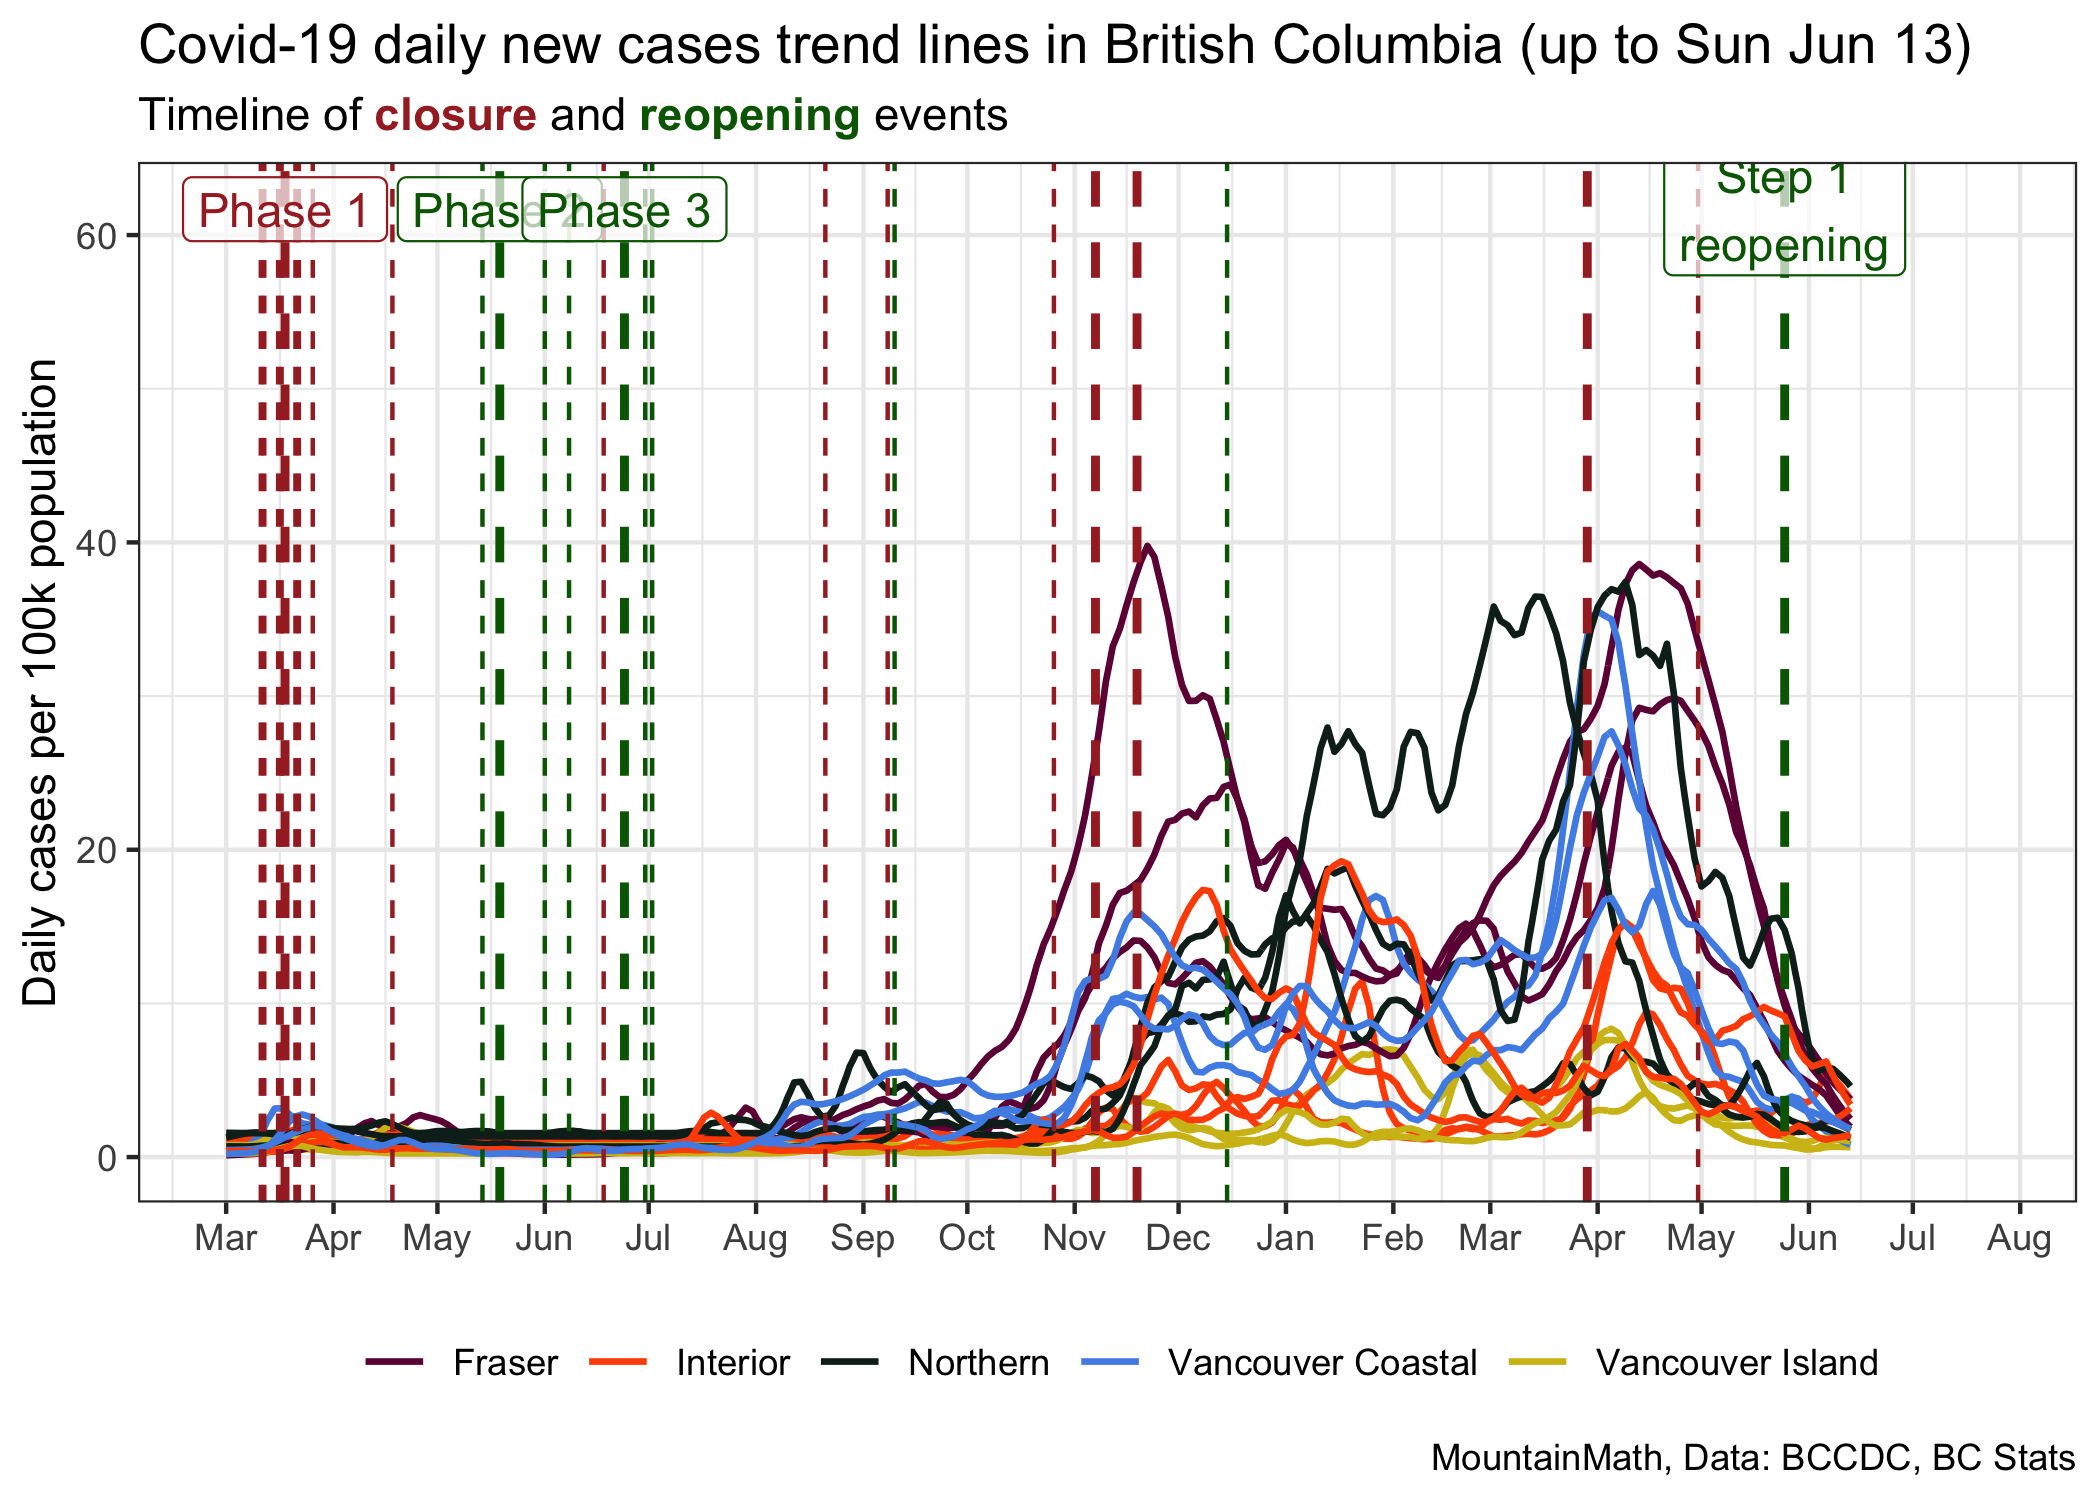 Covid-19 daily new cases trend lines in British Columbia (up to Sun Jun 13)
Timeline of closure and reopening events
Phase 1
Phase 2
Phase 3
Step 1
reopening
Daily cases per 100k population
60
40
20
0
Mar Apr May Jun Jul Aug Sep Oct Nov Dec Jan Feb Mar Apr May Jun Jul Aug
Fraser Interior Northern Vancouver Coastal Vancouver Island
MountainMath, Data: BCCDC, BC Stats